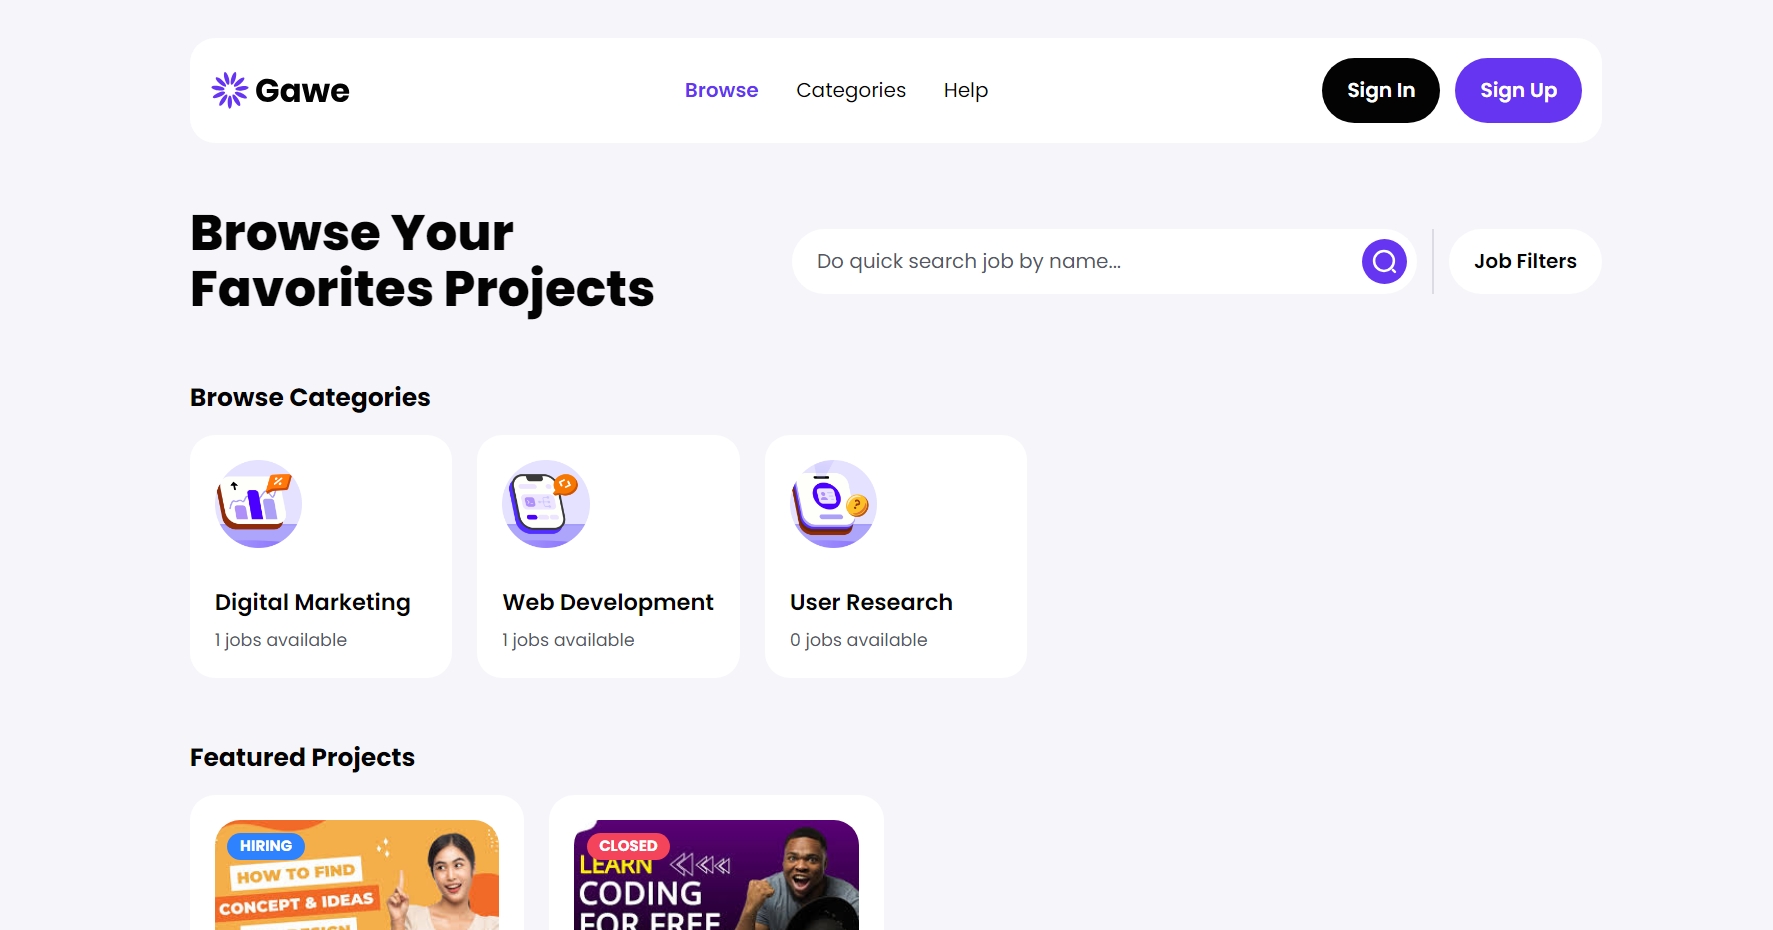 Gawe
Browse
Categories
Help
Sign In
Sign Up
Browse Your
Favorites Projects
Do quick search job by name...
Job Filters
Browse Categories
Digital Marketing
1 jobs available
Web Development
1 jobs available
User Research
0 jobs available
Featured Projects
HIRING
HOW TO FIND
CONCEPT & IDEAS
CLOSED
LEARN
CODING
FOR FREE